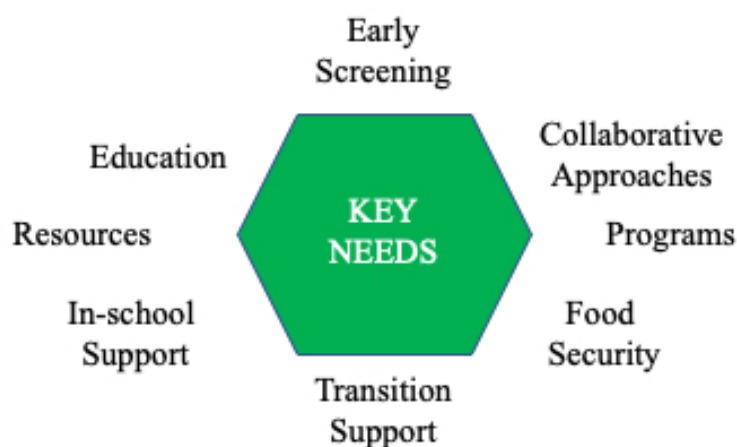 Early
Screening
Collaborative
Approaches
Education
KEY
NEEDS
Resources
Programs
In-school
Support
Food
Security
Transition
Support